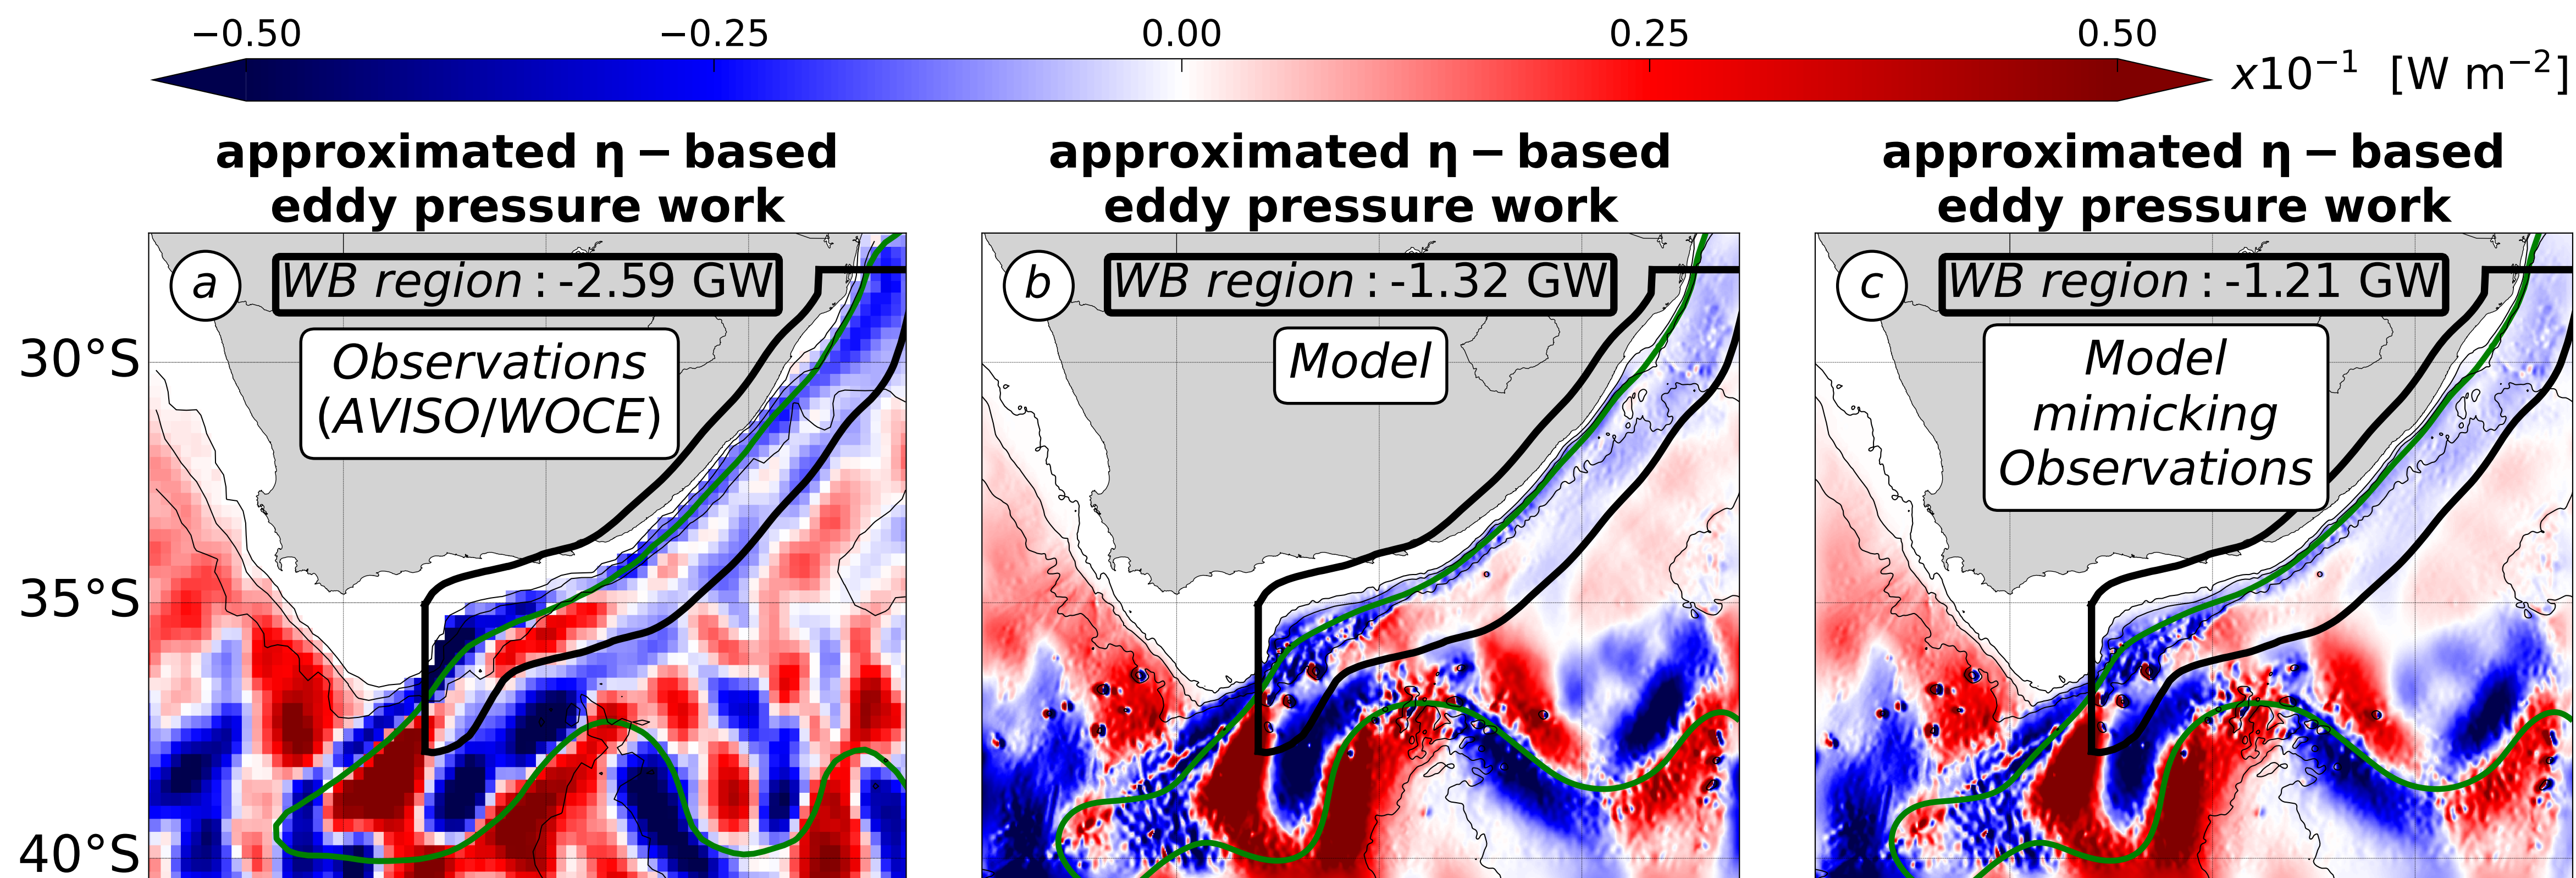 −0.50 −0.25 0.00 0.25 0.50
x10⁻¹ [W m⁻²]
approximated η − based
eddy pressure work
approximated η − based
eddy pressure work
approximated η − based
eddy pressure work
a
WB region : -2.59 GW
Observations
(AVISO/WOCE)
b
WB region : -1.32 GW
Model
c
WB region : -1.21 GW
Model
mimicking
Observations
30°S
35°S
40°S